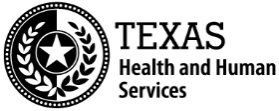 TEXAS
Health and Human
Services